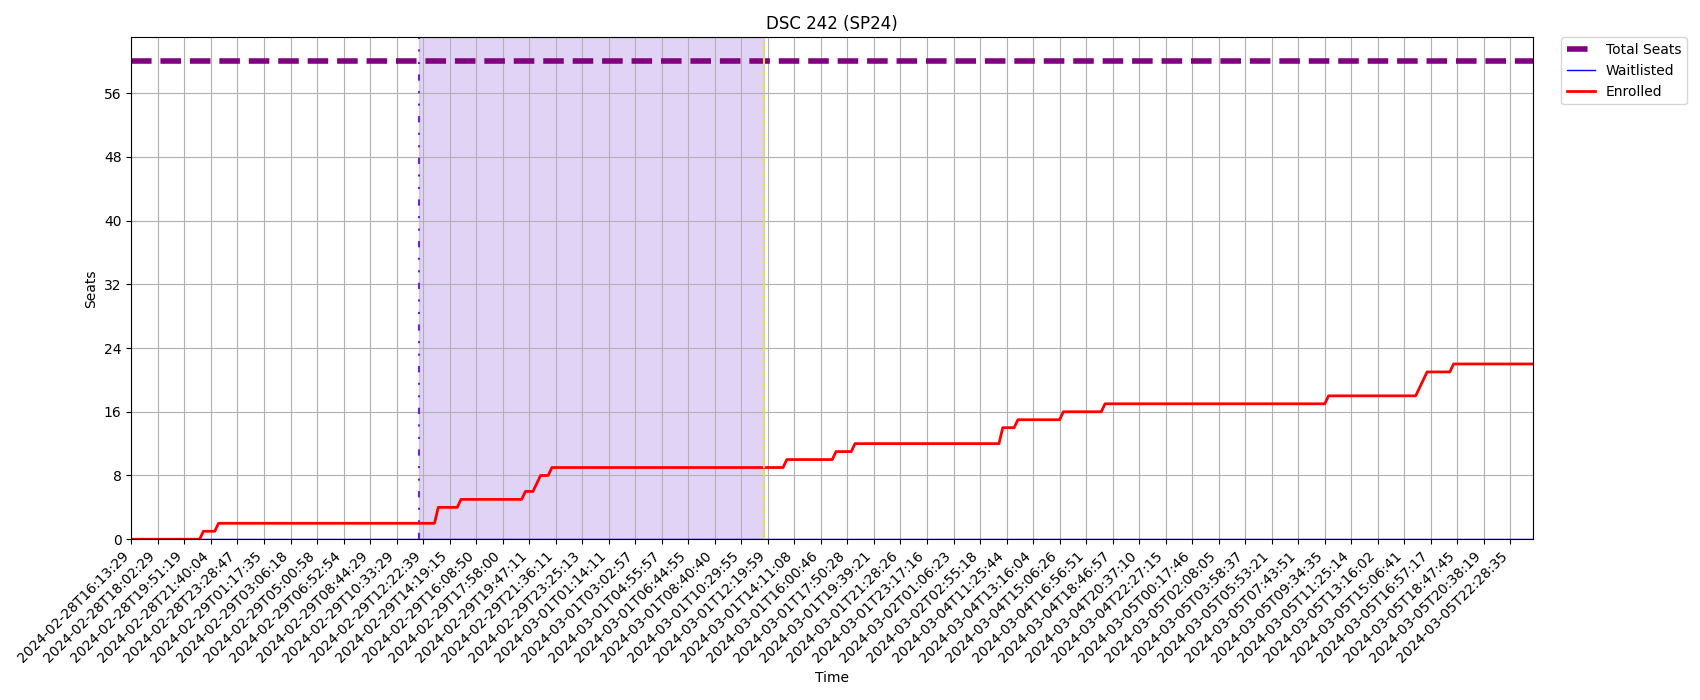 DSC 242 (SP24)
Total Seats
Waitlisted
Enrolled
Seats
56
48
40
32
24
16
8
0
2024-02-28T16:13:29
2024-02-28T18:02:29
2024-02-28T19:51:19
2024-02-28T21:40:04
2024-02-28T23:28:47
2024-02-29T01:17:35
2024-02-29T03:06:18
2024-02-29T05:00:58
2024-02-29T06:52:54
2024-02-29T08:44:29
2024-02-29T10:33:29
2024-02-29T12:22:39
2024-02-29T14:19:15
2024-02-29T16:08:50
2024-02-29T17:58:00
2024-02-29T19:47:11
2024-02-29T21:36:11
2024-02-29T23:25:13
2024-03-01T01:14:11
2024-03-01T03:02:57
2024-03-01T04:55:57
2024-03-01T06:44:55
2024-03-01T08:40:40
2024-03-01T10:29:55
2024-03-01T12:19:59
2024-03-01T14:11:08
2024-03-01T16:00:46
2024-03-01T17:50:28
2024-03-01T19:39:21
2024-03-01T21:28:26
2024-03-01T23:17:16
2024-03-02T01:06:23
2024-03-02T02:55:18
2024-03-04T11:25:44
2024-03-04T13:16:04
2024-03-04T15:06:26
2024-03-04T16:56:51
2024-03-04T18:46:57
2024-03-04T20:37:10
2024-03-04T22:27:15
2024-03-05T00:17:46
2024-03-05T02:08:05
2024-03-05T03:58:37
2024-03-05T05:53:21
2024-03-05T07:43:51
2024-03-05T09:34:35
2024-03-05T11:25:14
2024-03-05T13:16:02
2024-03-05T15:06:41
2024-03-05T16:57:17
2024-03-05T18:47:45
2024-03-05T20:38:19
2024-03-05T22:28:35
Time